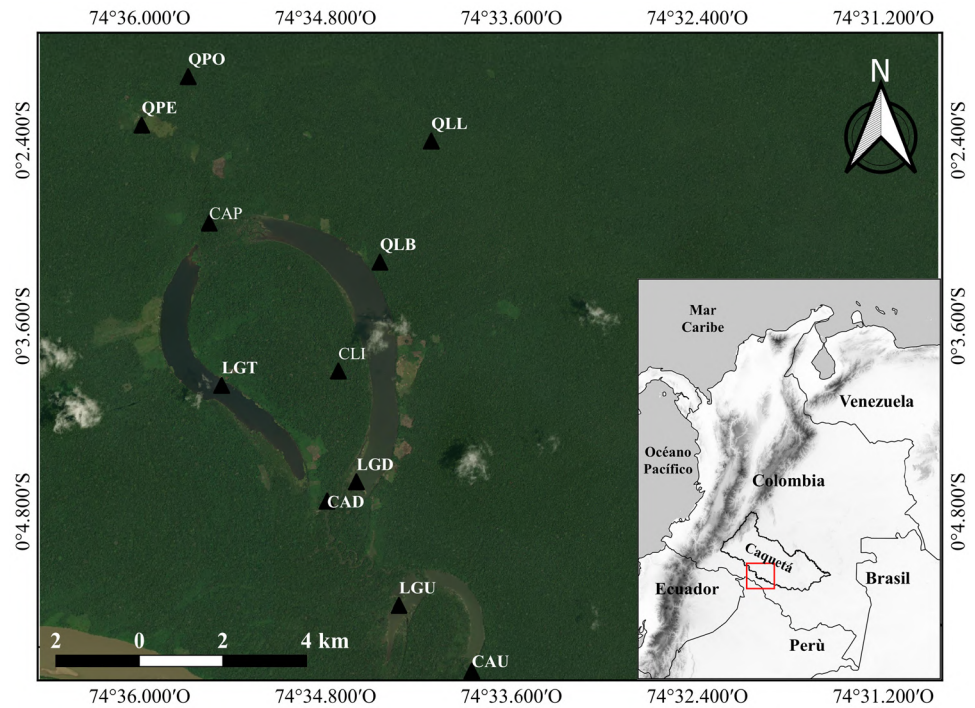 74°36.000′O 74°34.800′O 74°33.600′O 74°32.400′O 74°31.200′O
QPO
N
QPE
QLL
0°2.400′S
0°2.400′S
CAP
QLB
Mar
Caribe
0°3.600′S
0°3.600′S
CLI
LGT
Venezuela
Océano
Pacífico
LGD
Colombia
CAD
0°4.800′S
0°4.800′S
Caquetá
LGU
Ecuador
Brasil
2 0 2 4 km
Perù
CAU
74°36.000′O 74°34.800′O 74°33.600′O 74°32.400′O 74°31.200′O